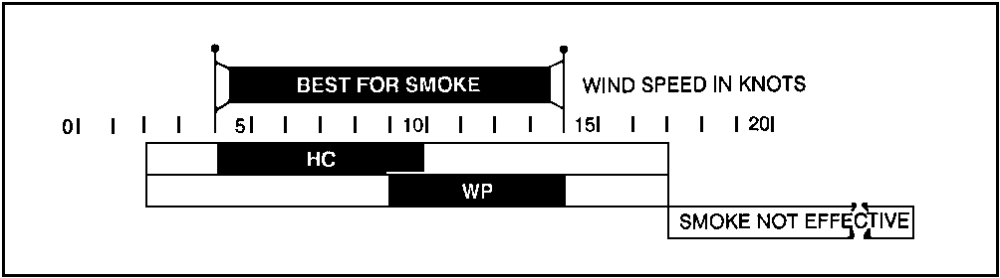 BEST FOR SMOKE
WIND SPEED IN KNOTS
0 5 10 15 20
HC
WP
SMOKE NOT EFFECTIVE